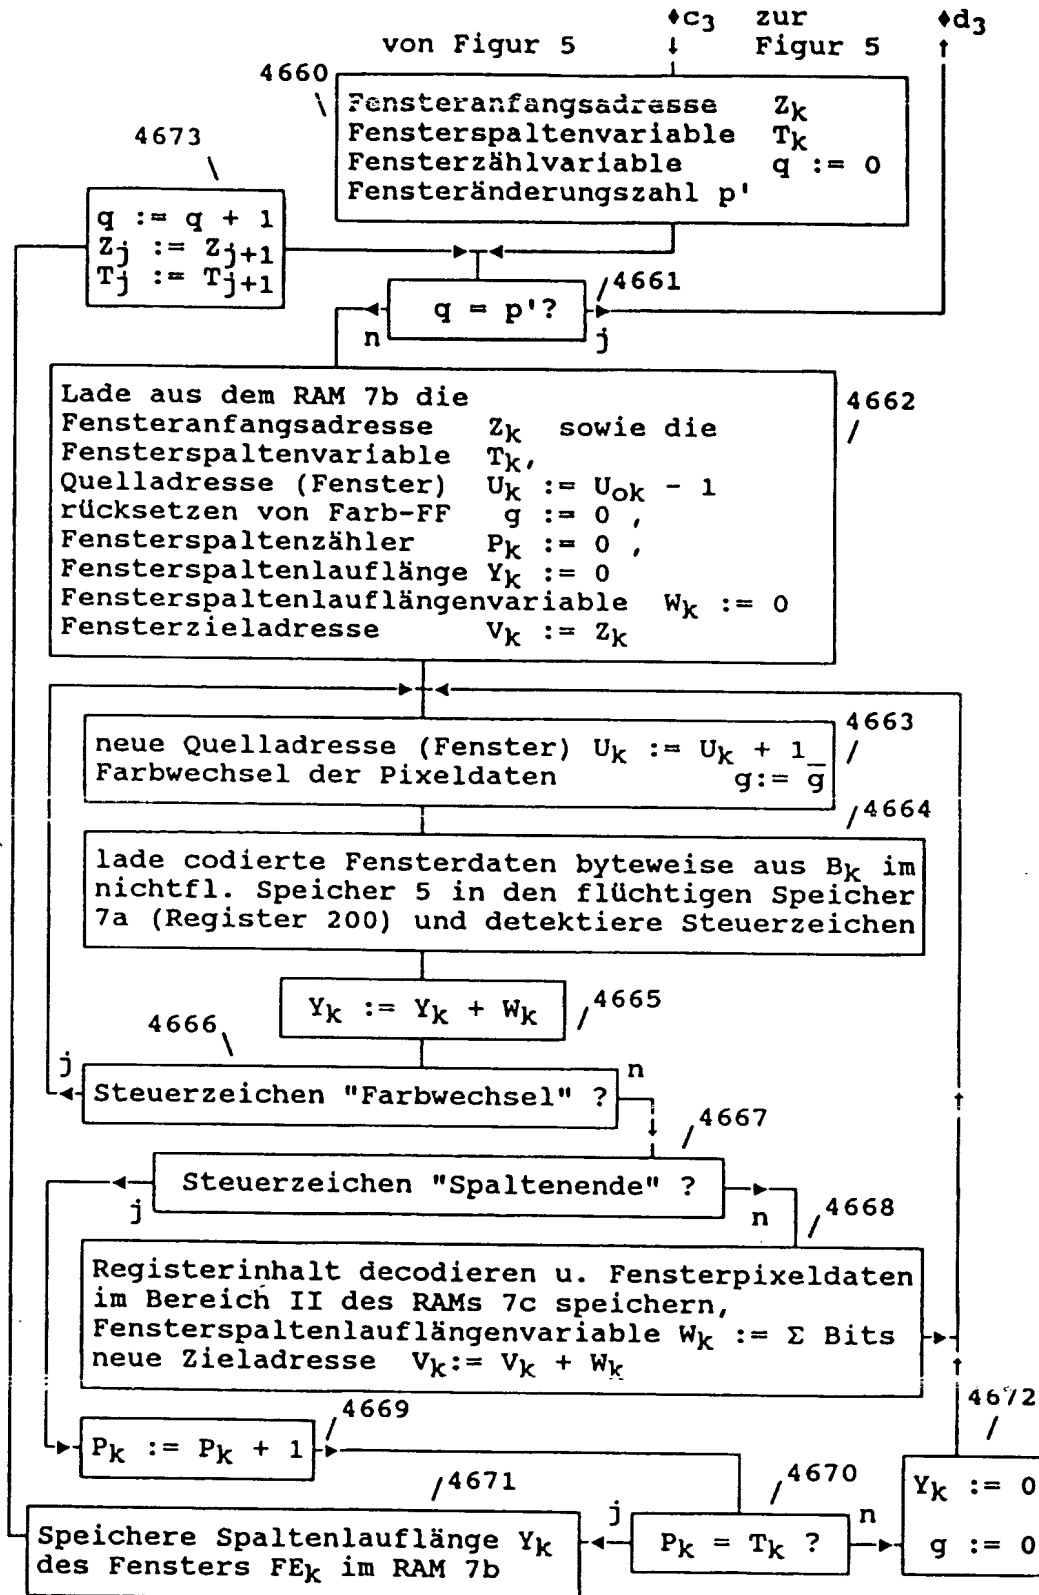 ♦c3 zur ♦d3
von Figur 5 Figur 5
4660
Fensteranfangsadresse Zk
Fensterspaltenvariable Tk
Fensterzählvariable q := 0
Fensteränderungszahl p'
4673
q := q + 1
Zj := Zj+1
Tj := Tj+1
4661
q = p'?
n j
4662
Lade aus dem RAM 7b die
Fensteranfangsadresse Zk sowie die
Fensterspaltenvariable Tk,
Quelladresse (Fenster) Uk := Uok - 1
rücksetzen von Farb-FF g := 0 ,
Fensterspaltenzähler Pk := 0 ,
Fensterspaltenlauflänge Yk := 0
Fensterspaltenlauflängenvariable Wk := 0
Fensterzieladresse Vk := Zk
4663
neue Quelladresse (Fenster) Uk := Uk + 1
Farbwechsel der Pixeldaten g:= g̅
4664
lade codierte Fensterdaten byteweise aus Bk im
nichtfl. Speicher 5 in den flüchtigen Speicher
7a (Register 200) und detektiere Steuerzeichen
4665
Yk := Yk + Wk
4666
j n
Steuerzeichen "Farbwechsel" ?
4667
Steuerzeichen "Spaltenende" ?
j n
4668
Registerinhalt decodieren u. Fensterpixeldaten
im Bereich II des RAMs 7c speichern,
Fensterspaltenlauflängenvariable Wk := Σ Bits
neue Zieladresse Vk:= Vk + Wk
4669
Pk := Pk + 1
4672
Yk := 0
g := 0
4670
j n
Pk = Tk ?
4671
Speichere Spaltenlauflänge Yk
des Fensters FEk im RAM 7b